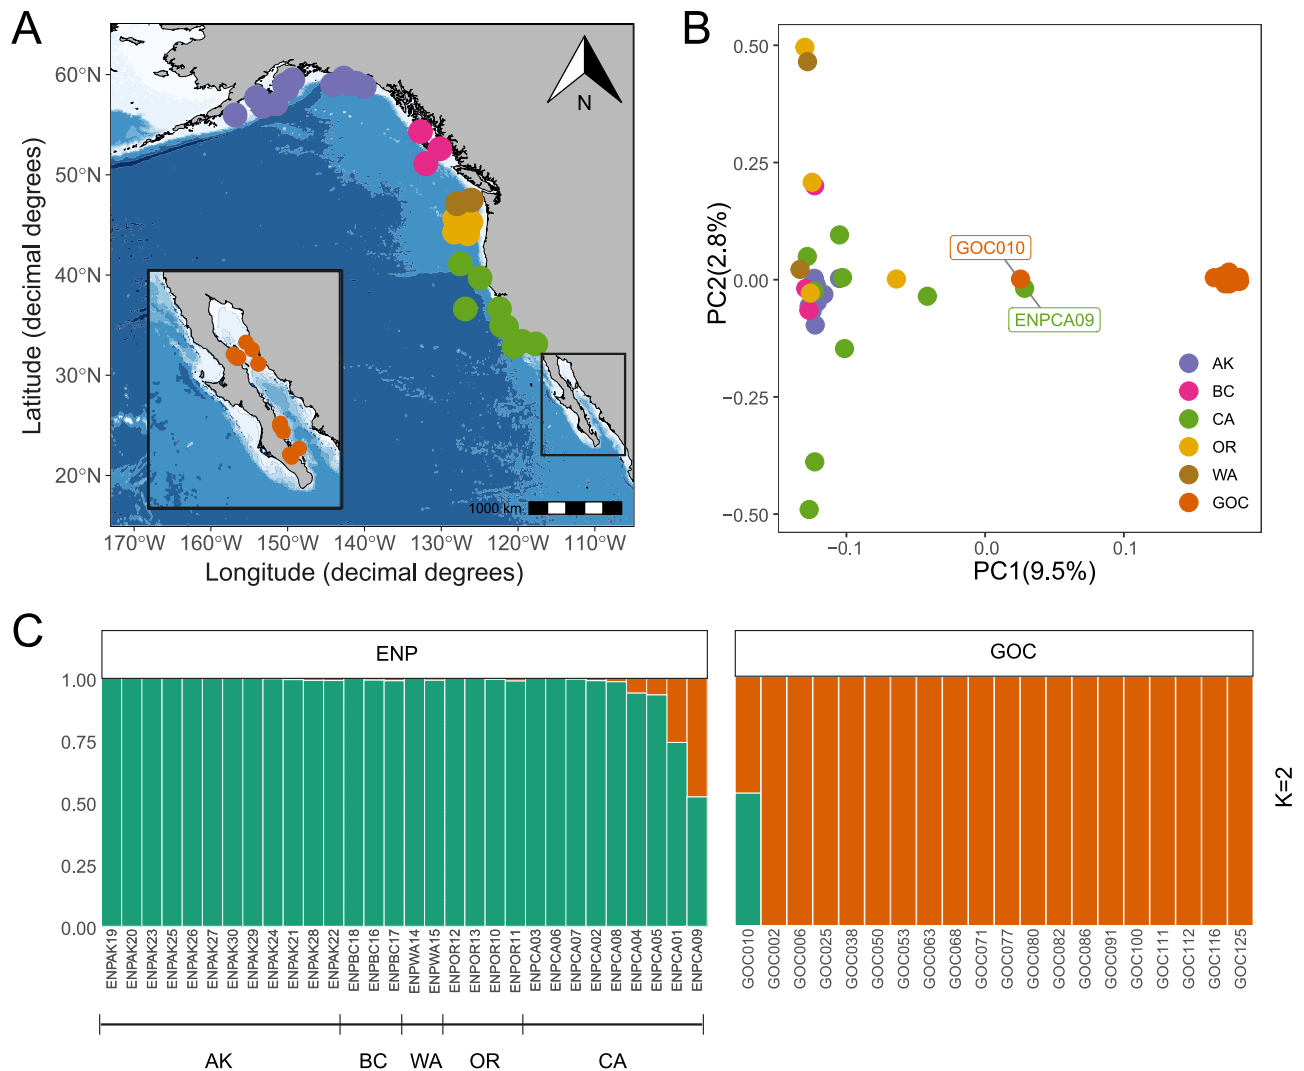 A
60°N
50°N
40°N
30°N
20°N
Latitude (decimal degrees)
N
1000 km
170°W 160°W 150°W 140°W 130°W 120°W 110°W
Longitude (decimal degrees)
B
0.50
0.25
0.00
−0.25
−0.50
PC2(2.8%)
GOC010
ENPCA09
AK
BC
CA
OR
WA
GOC
−0.1 0.0 0.1
PC1(9.5%)
C
ENP
GOC
1.00
0.75
0.50
0.25
0.00
K=2
ENPAK19
ENPAK20
ENPAK23
ENPAK25
ENPAK26
ENPAK27
ENPAK30
ENPAK29
ENPAK24
ENPAK21
ENPAK28
ENPAK22
ENPBC18
ENPBC16
ENPBC17
ENPWA14
ENPWA15
ENPOR12
ENPOR13
ENPOR10
ENPOR11
ENPCA03
ENPCA06
ENPCA07
ENPCA02
ENPCA08
ENPCA04
ENPCA05
ENPCA01
ENPCA09
GOC010
GOC002
GOC006
GOC025
GOC038
GOC050
GOC053
GOC063
GOC068
GOC071
GOC077
GOC080
GOC082
GOC086
GOC091
GOC100
GOC111
GOC112
GOC116
GOC125
AK BC WA OR CA